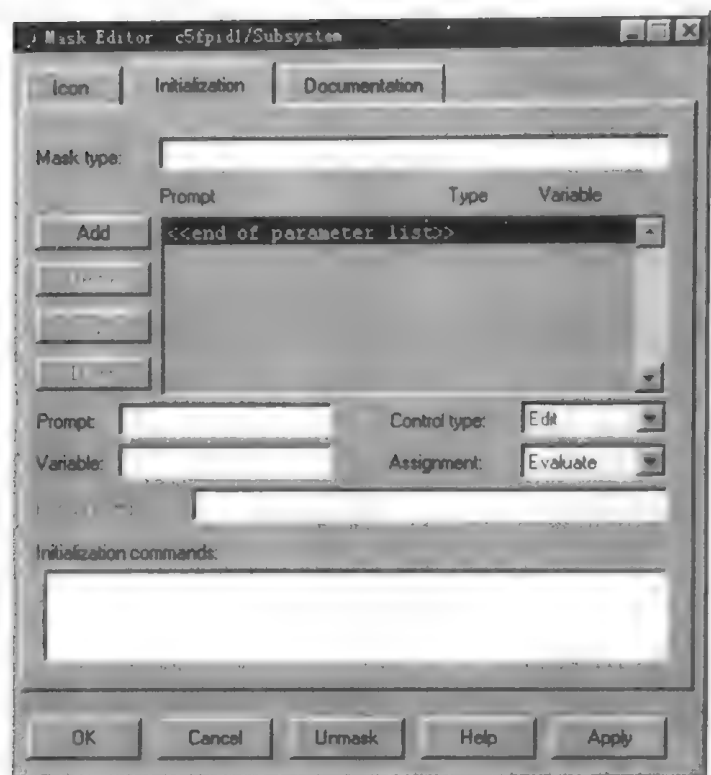 Mask Editor c5fpid1/Subsystem
Icon
Initialization
Documentation
Mask type:
Prompt
Type
Variable
Add
<<end of parameter list>>
Prompt:
Control type:
Edit
Variable:
Assignment:
Evaluate
Initialization commands:
OK
Cancel
Unmask
Help
Apply